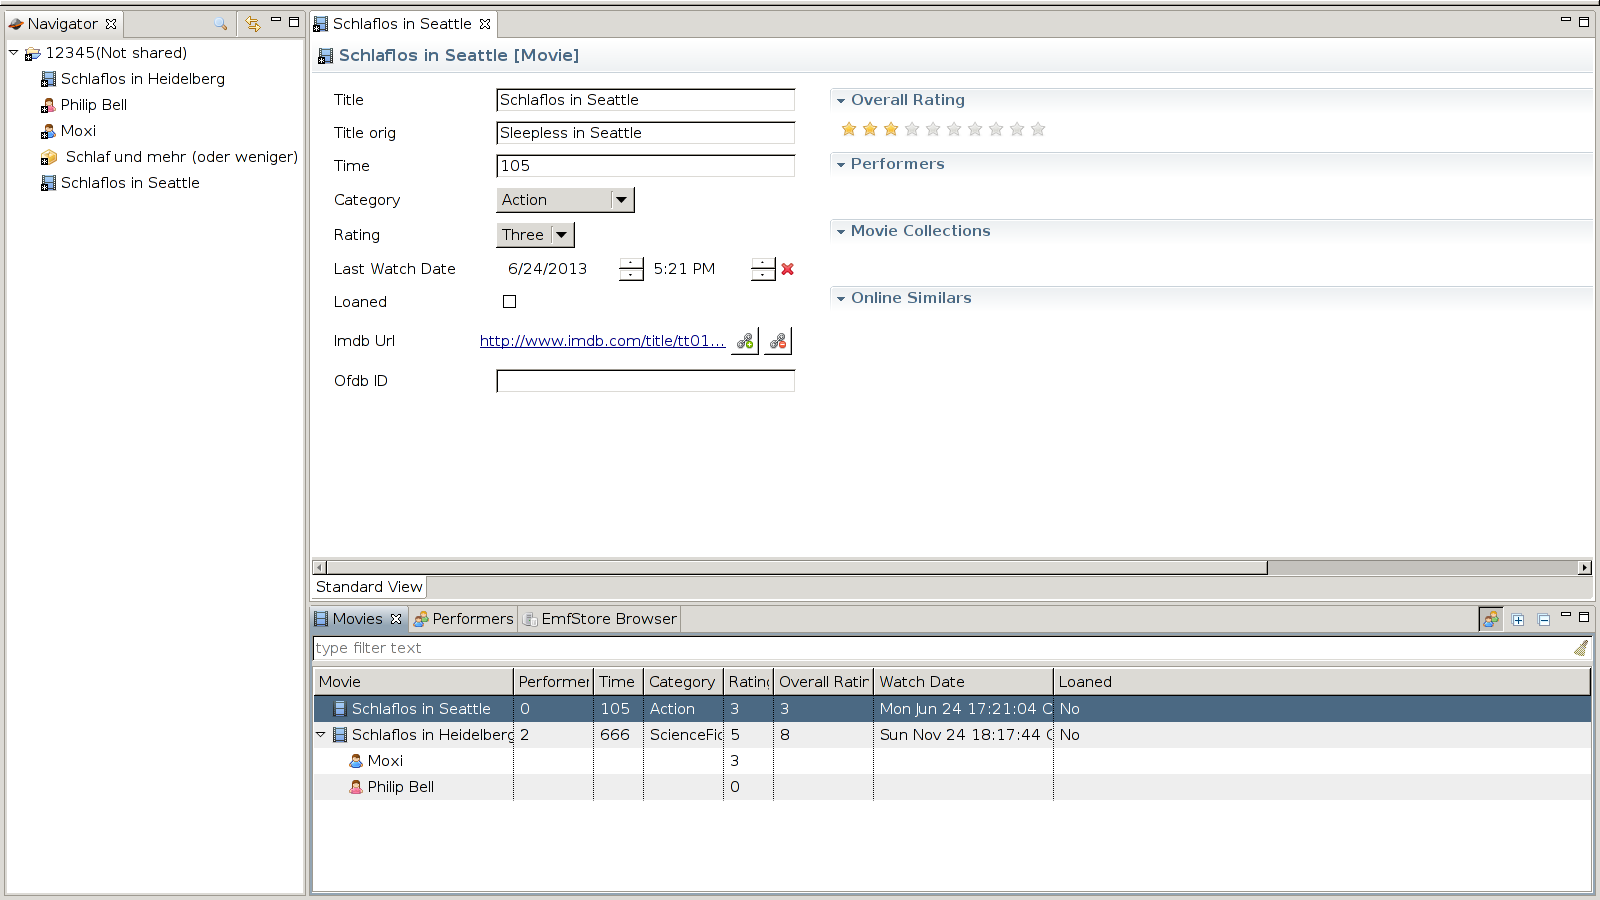 Navigator
12345(Not shared)
Schlaflos in Heidelberg
Philip Bell
Moxi
Schlaf und mehr (oder weniger)
Schlaflos in Seattle
Schlaflos in Seattle
Schlaflos in Seattle [Movie]
Title Schlaflos in Seattle
Title orig Sleepless in Seattle
Time 105
Category Action
Rating Three
Last Watch Date 6/24/2013 5:21 PM
Loaned
Imdb Url http://www.imdb.com/title/tt01...
Ofdb ID
Overall Rating
Performers
Movie Collections
Online Similars
Standard View
Movies Performers EmfStore Browser
type filter text
Movie Performer Time Category Rating Overall Ratin Watch Date Loaned
Schlaflos in Seattle 0 105 Action 3 3 Mon Jun 24 17:21:04 C No
Schlaflos in Heidelberg 2 666 ScienceFic 5 8 Sun Nov 24 18:17:44 C No
Moxi 3
Philip Bell 0